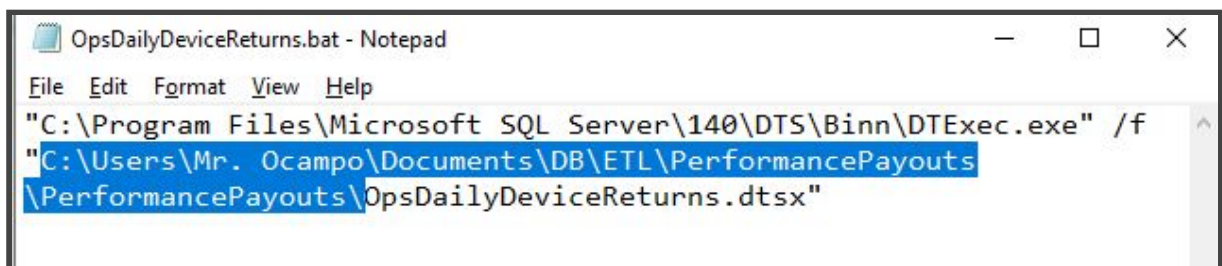 OpsDailyDeviceReturns.bat - Notepad
File Edit Format View Help
"C:\Program Files\Microsoft SQL Server\140\DTS\Binn\DTExec.exe" /f
"C:\Users\Mr. Ocampo\Documents\DB\ETL\PerformancePayouts
\PerformancePayouts\OpsDailyDeviceReturns.dtsx"